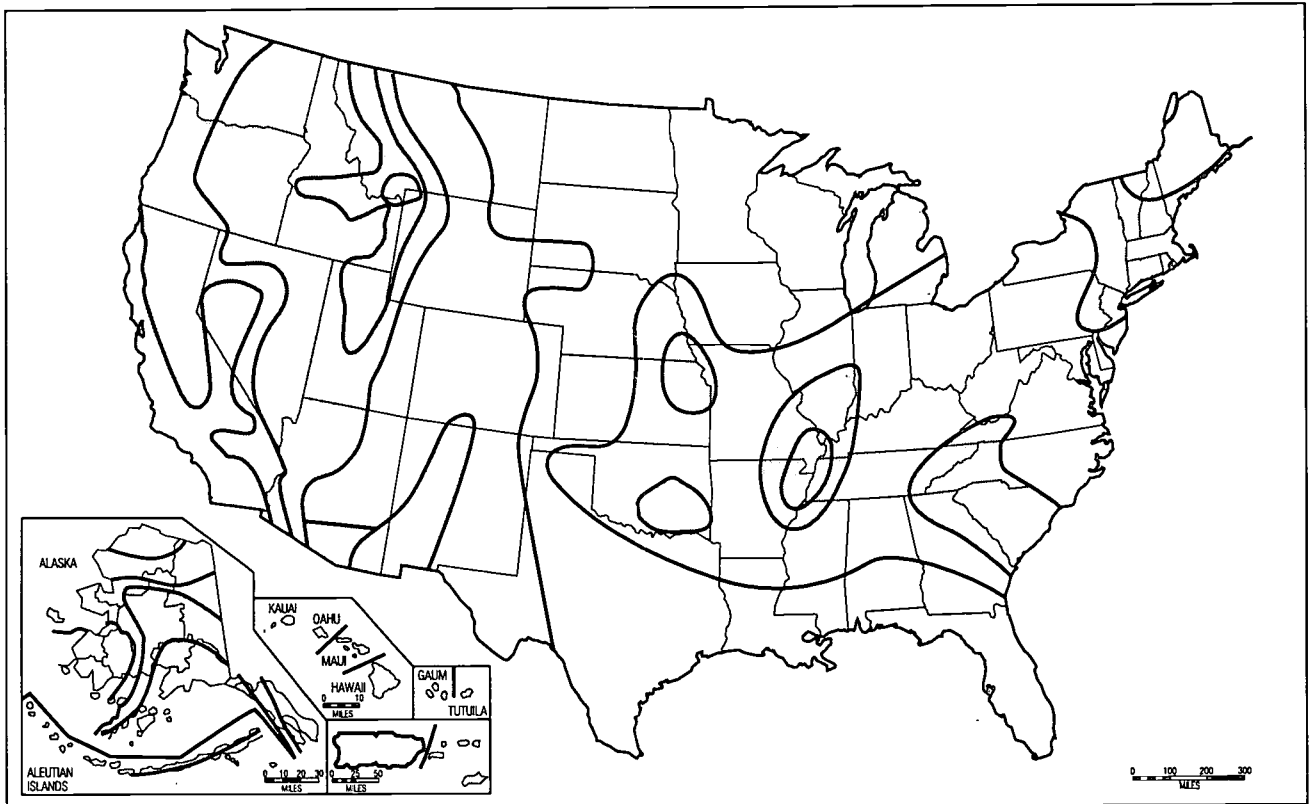 ALASKA
KAUAI
OAHU
MAUI
HAWAII
0 10
MILES
GAUM
TUTUILA
ALEUTIAN
ISLANDS
0 10 20 30
MILES
0 25 50
MILES
0 100 200 300
MILES